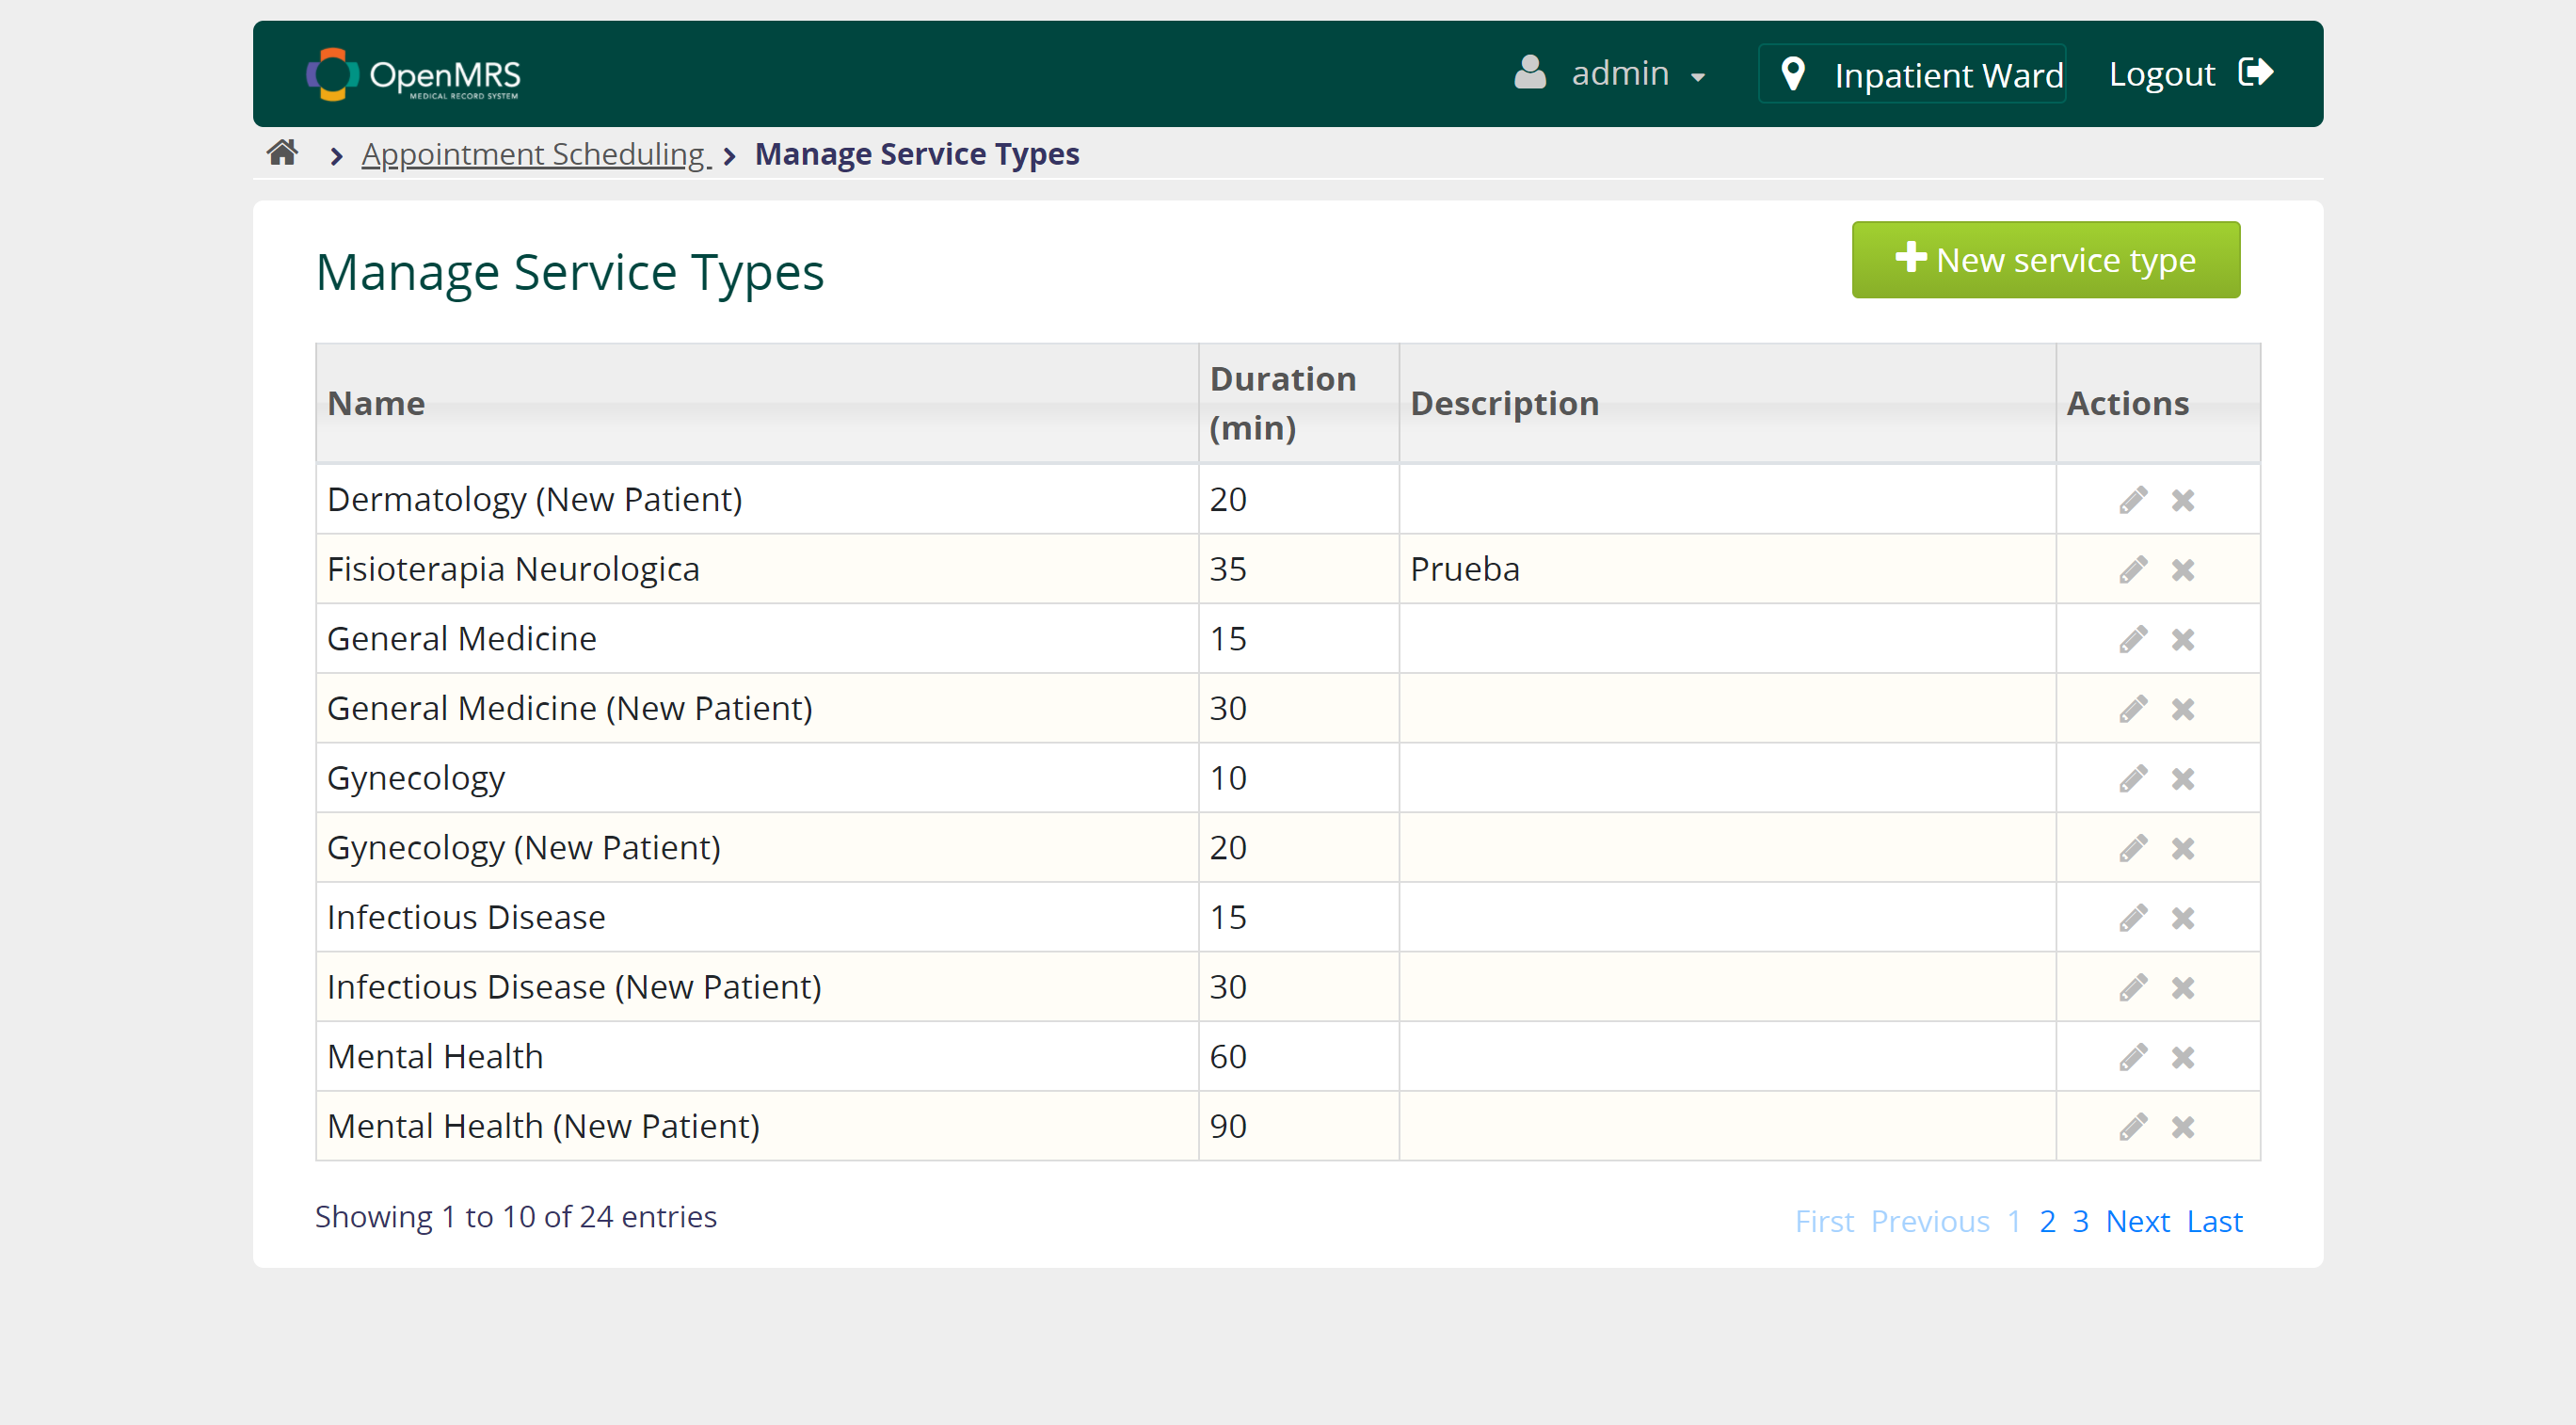 OpenMRS
MEDICAL RECORD SYSTEM
admin
Inpatient Ward
Logout
Appointment Scheduling
Manage Service Types
Manage Service Types
New service type
Name Duration (min) Description Actions
Dermatology (New Patient) 20
Fisioterapia Neurologica 35 Prueba
General Medicine 15
General Medicine (New Patient) 30
Gynecology 10
Gynecology (New Patient) 20
Infectious Disease 15
Infectious Disease (New Patient) 30
Mental Health 60
Mental Health (New Patient) 90
Showing 1 to 10 of 24 entries
First Previous 1 2 3 Next Last